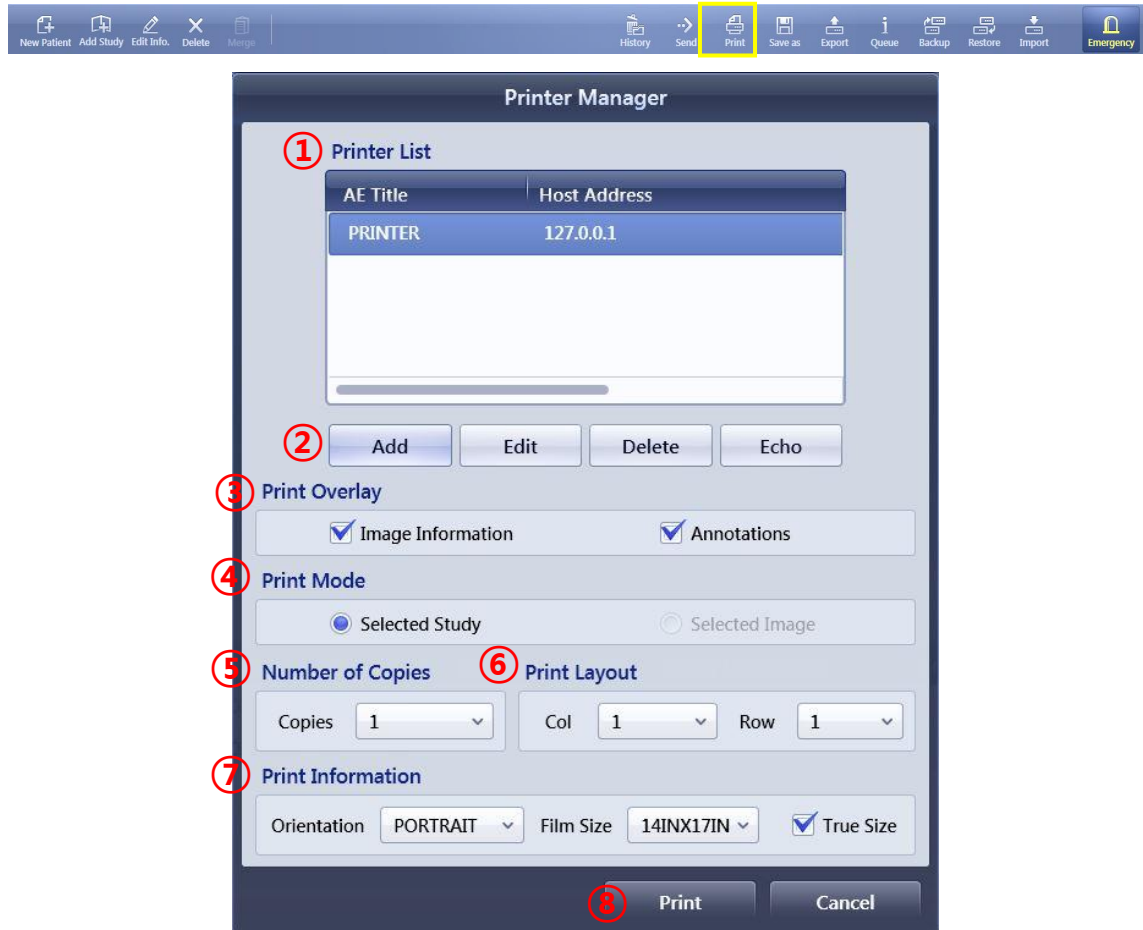 New Patient Add Study Edit Info. Delete Merge History Send Print Save as Export Queue Backup Restore Import Emergency
Printer Manager
① Printer List
AE Title Host Address
PRINTER 127.0.0.1
② Add Edit Delete Echo
③ Print Overlay
Image Information Annotations
④ Print Mode
Selected Study Selected Image
⑤ Number of Copies ⑥ Print Layout
Copies 1 Col 1 Row 1
⑦ Print Information
Orientation PORTRAIT Film Size 14INX17IN True Size
⑧ Print Cancel